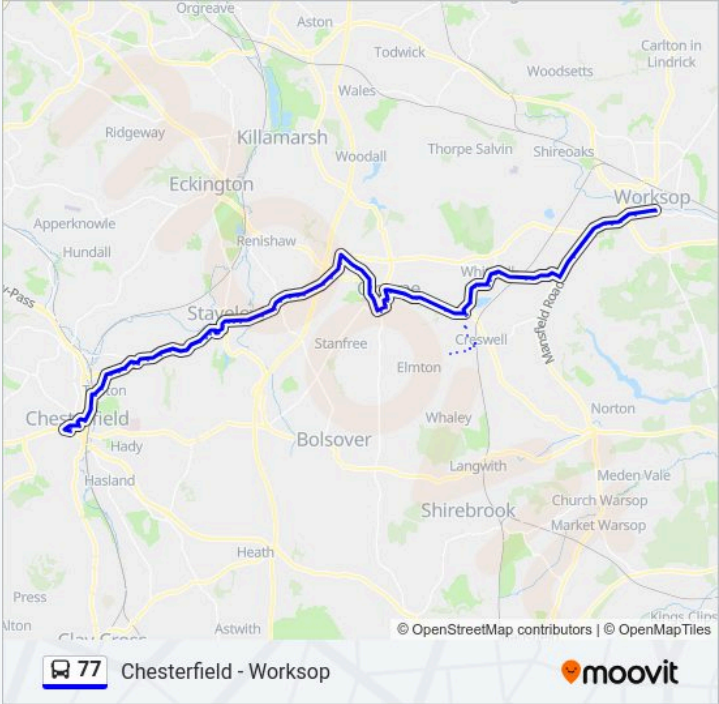 Orgreave
Aston
Todwick
Carlton in
Lindrick
Woodsetts
Wales
Ridgeway
Killamarsh
Woodall
Thorpe Salvin
Shireoaks
Eckington
Worksop
Apperknowle
Hundall
Renishaw
Mansfield Road
Stanfree
Creswell
Elmton
Chesterfield
Norton
Hady
Whaley
Bolsover
Hasland
Langwith
Meden Vale
Shirebrook
Church Warsop
Market Warsop
Heath
Press
Astwith
Clay Cross
© OpenStreetMap contributors | © OpenMapTiles
77 Chesterfield - Worksop
moovit